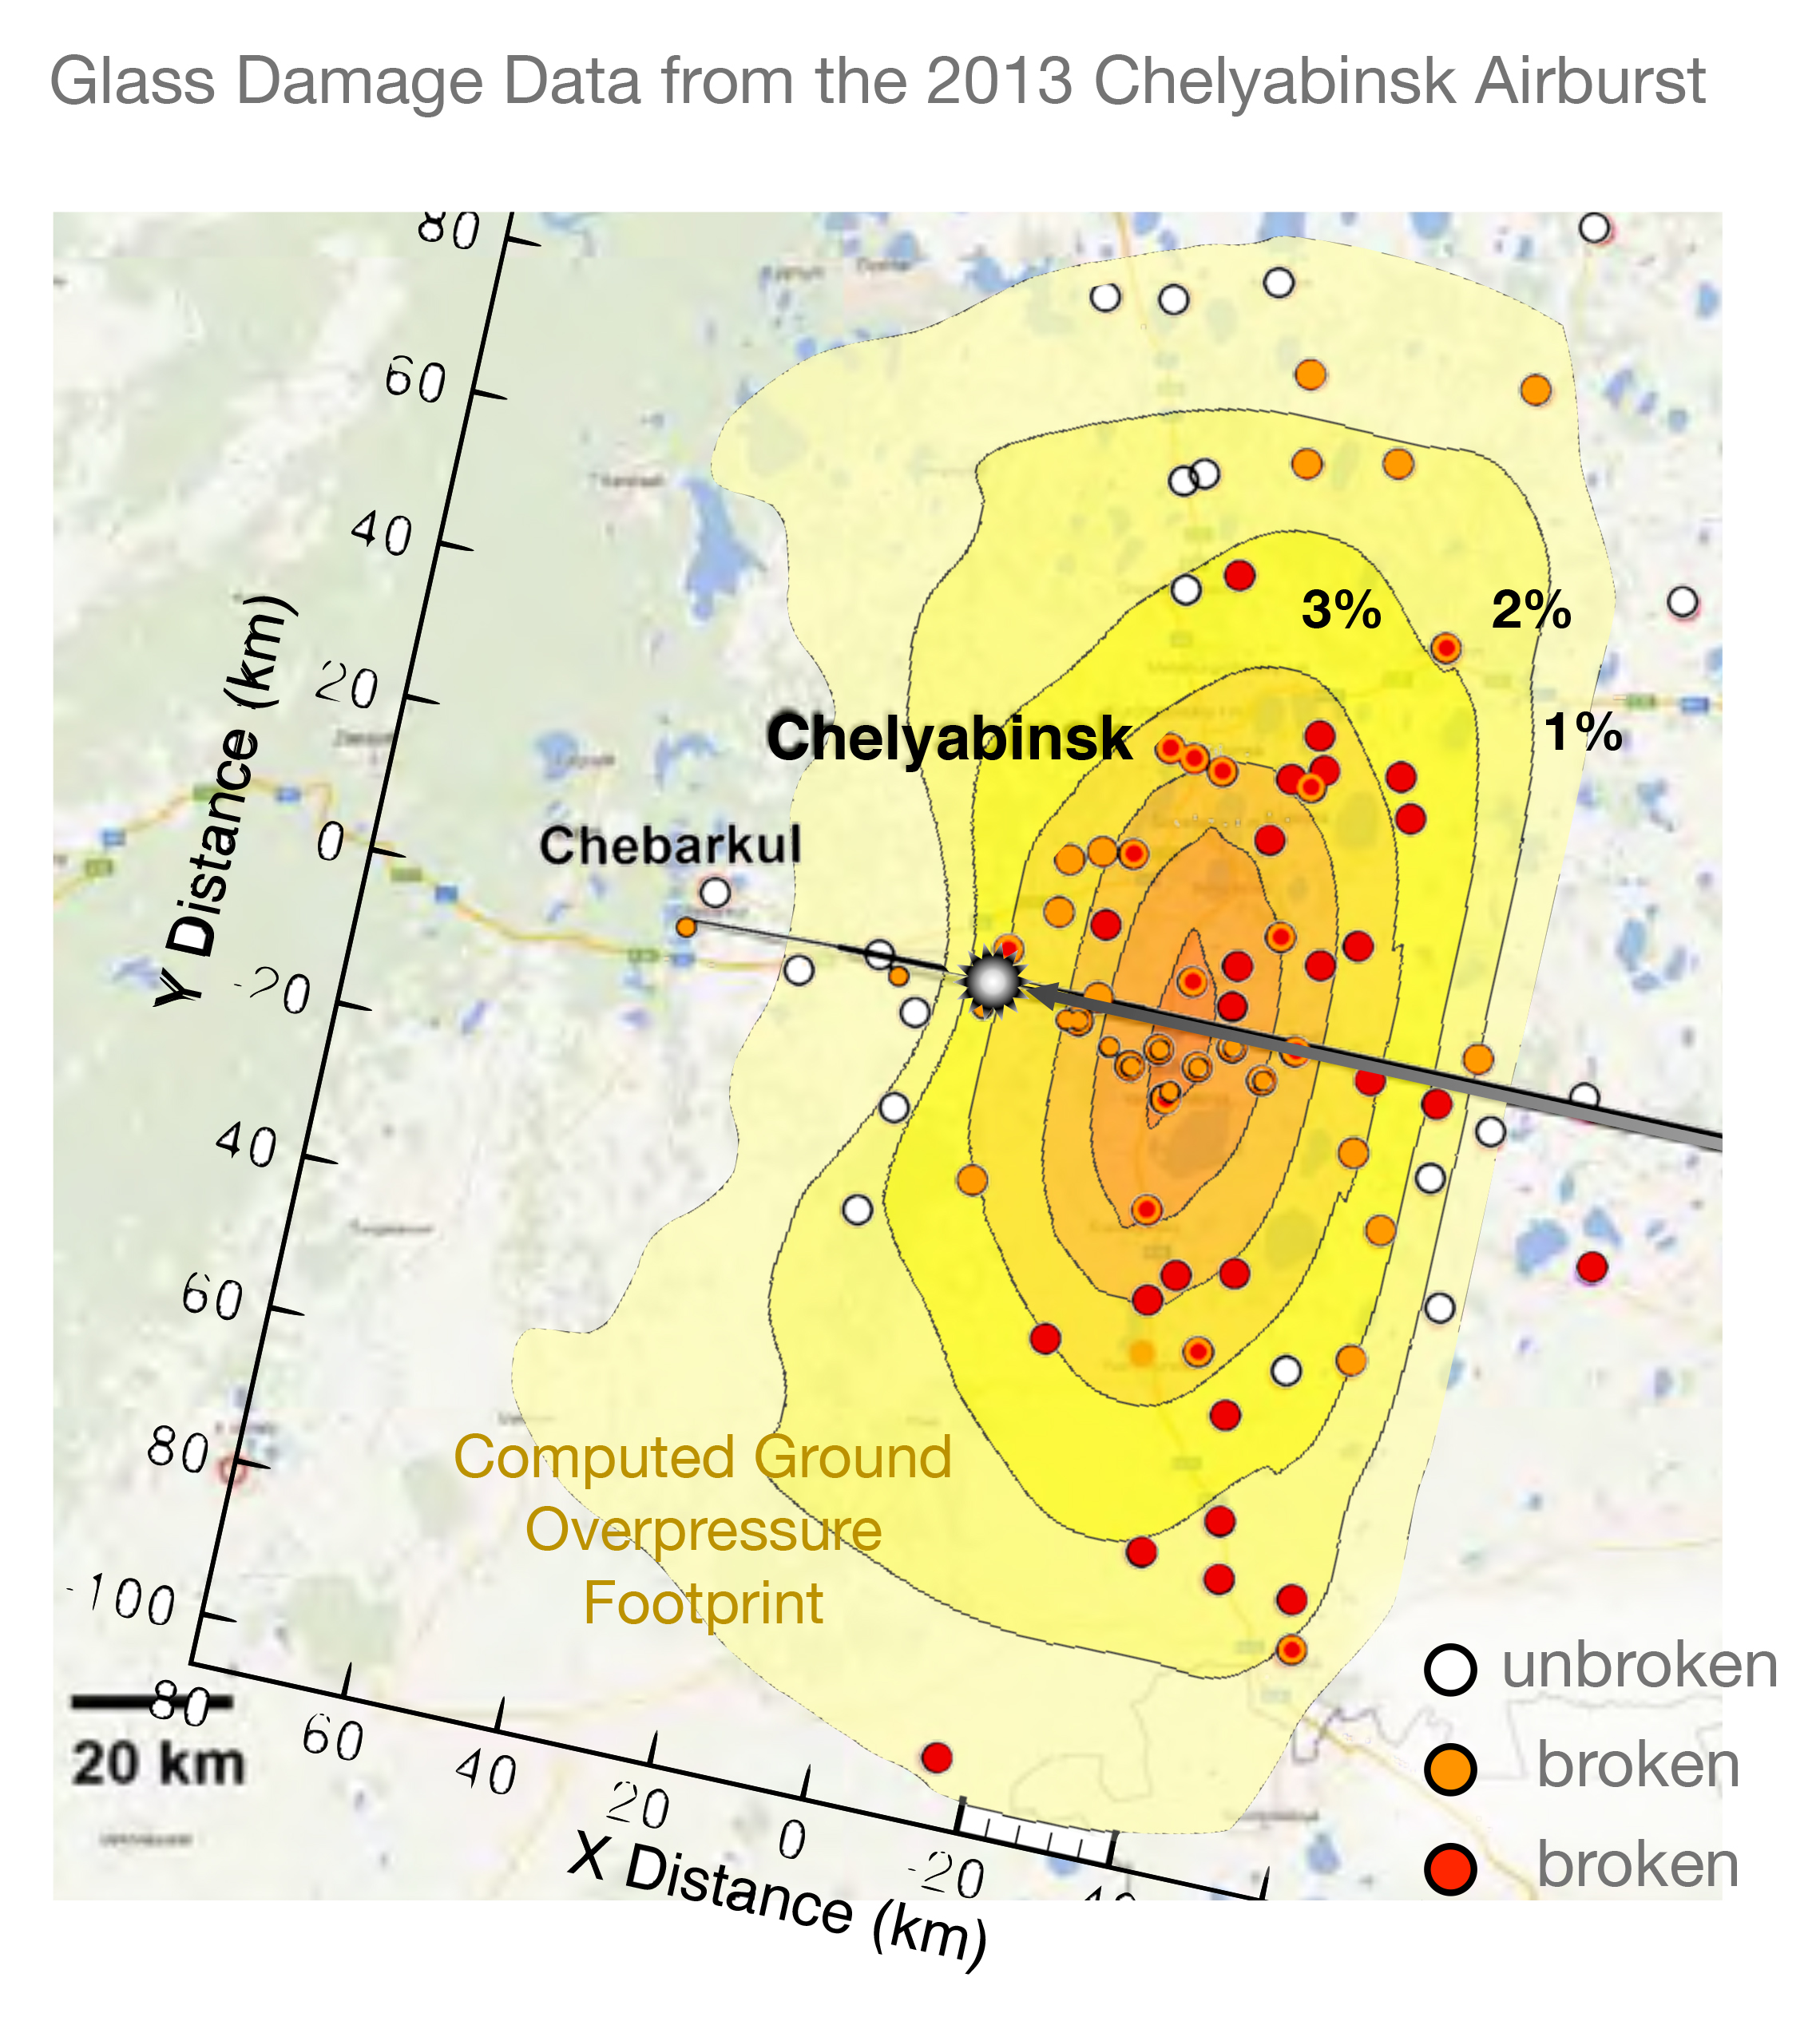 Glass Damage Data from the 2013 Chelyabinsk Airburst
80
60
40
20
0
-20
40
60
80
-100
Y Distance (km)
3%
2%
1%
Chelyabinsk
Chebarkul
Computed Ground
Overpressure
Footprint
unbroken
broken
broken
80
60
40
20
0
-20
40
20 km
X Distance (km)